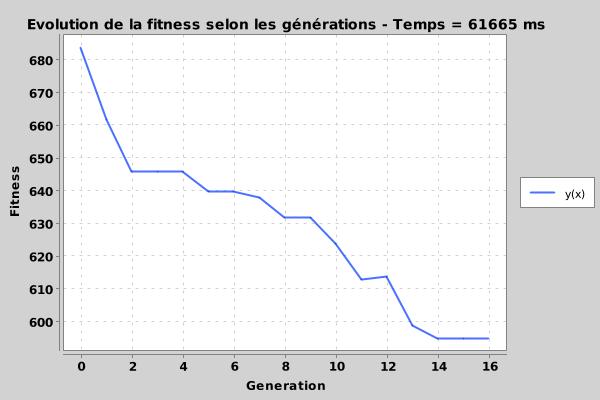 Evolution de la fitness selon les générations - Temps = 61665 ms
680
670
660
650
640
630
620
610
600
Fitness
y(x)
0 2 4 6 8 10 12 14 16
Generation